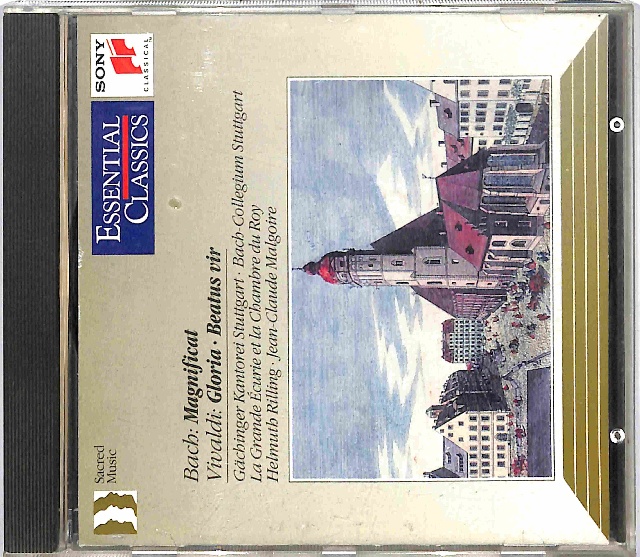 Sacred
Music
ESSENTIAL
CLASSICS
SONY
CLASSICAL
Bach: Magnificat
Vivaldi: Gloria · Beatus vir
Gächinger Kantorei Stuttgart · Bach-Collegium Stuttgart
La Grande Écurie et la Chambre du Roy
Helmuth Rilling · Jean-Claude Malgoire